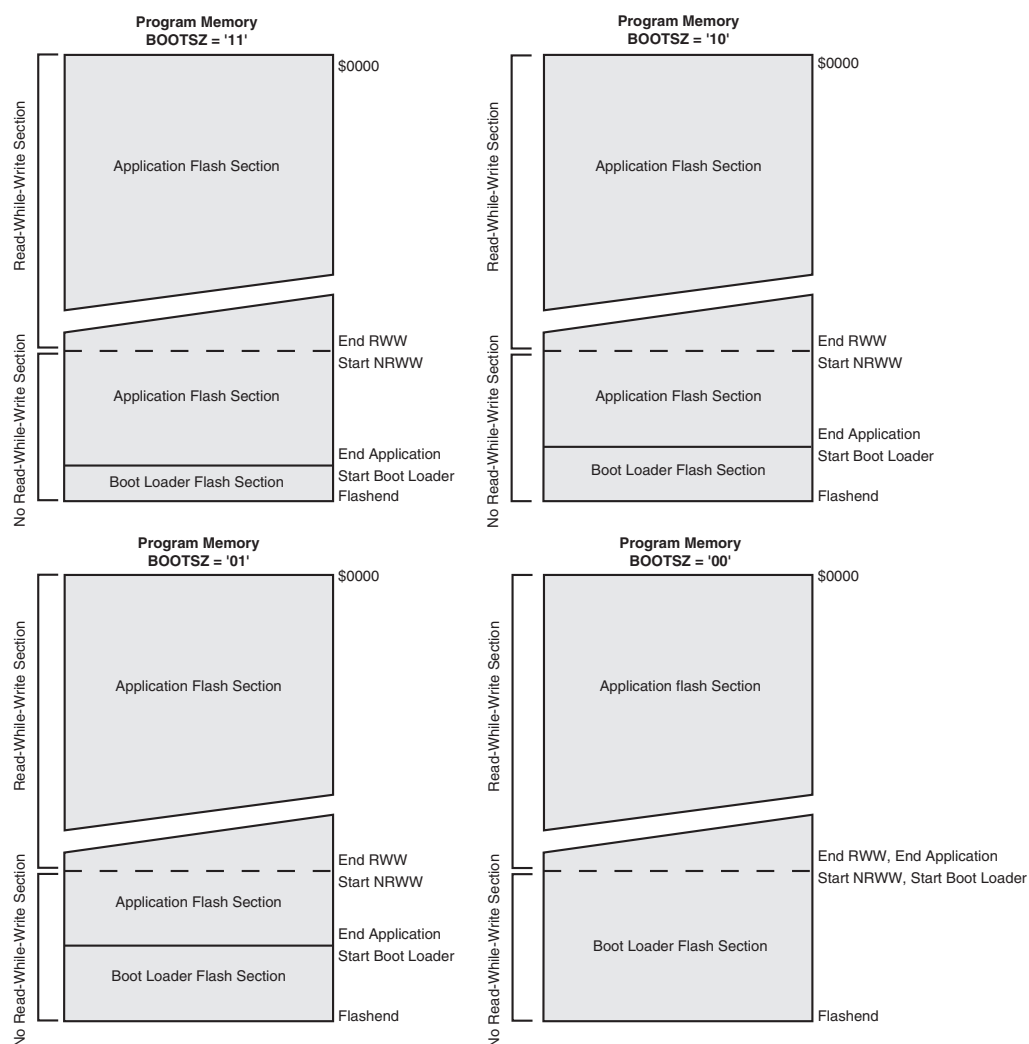 Program Memory
BOOTSZ = '11'
$0000
Read-While-Write Section
Application Flash Section
End RWW
Start NRWW
No Read-While-Write Section
Application Flash Section
End Application
Start Boot Loader
Boot Loader Flash Section
Flashend
Program Memory
BOOTSZ = '10'
$0000
Read-While-Write Section
Application Flash Section
End RWW
Start NRWW
No Read-While-Write Section
Application Flash Section
End Application
Start Boot Loader
Boot Loader Flash Section
Flashend
Program Memory
BOOTSZ = '01'
$0000
Read-While-Write Section
Application Flash Section
End RWW
Start NRWW
No Read-While-Write Section
Application Flash Section
End Application
Start Boot Loader
Boot Loader Flash Section
Flashend
Program Memory
BOOTSZ = '00'
$0000
Read-While-Write Section
Application flash Section
End RWW, End Application
Start NRWW, Start Boot Loader
No Read-While-Write Section
Boot Loader Flash Section
Flashend